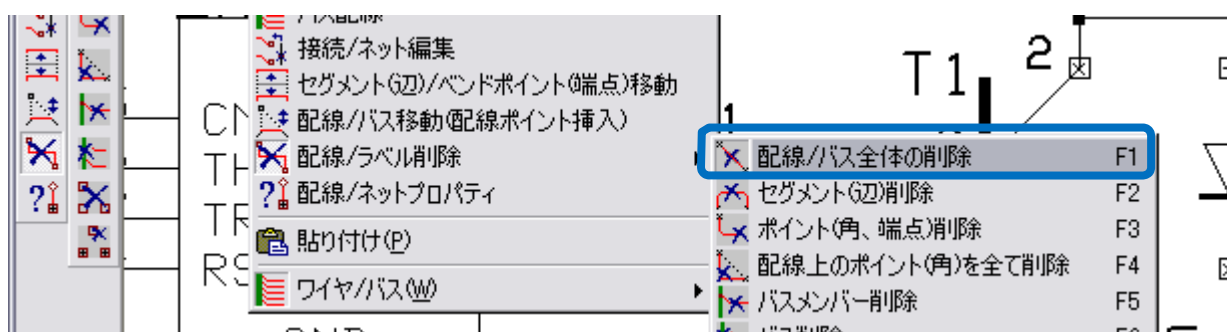 バス配線
接続/ネット編集
セグメント(辺)/ベンドポイント(端点)移動
配線/バス移動(配線ポイント挿入)
配線/ラベル削除
配線/ネットプロパティ
貼り付け(P)
ワイヤ/バス(W)
配線/バス全体の削除 F1
セグメント(辺)削除 F2
ポイント(角、端点)削除 F3
配線上のポイント(角)を全て削除 F4
バスメンバー削除 F5
T1
2
1
TH
TR